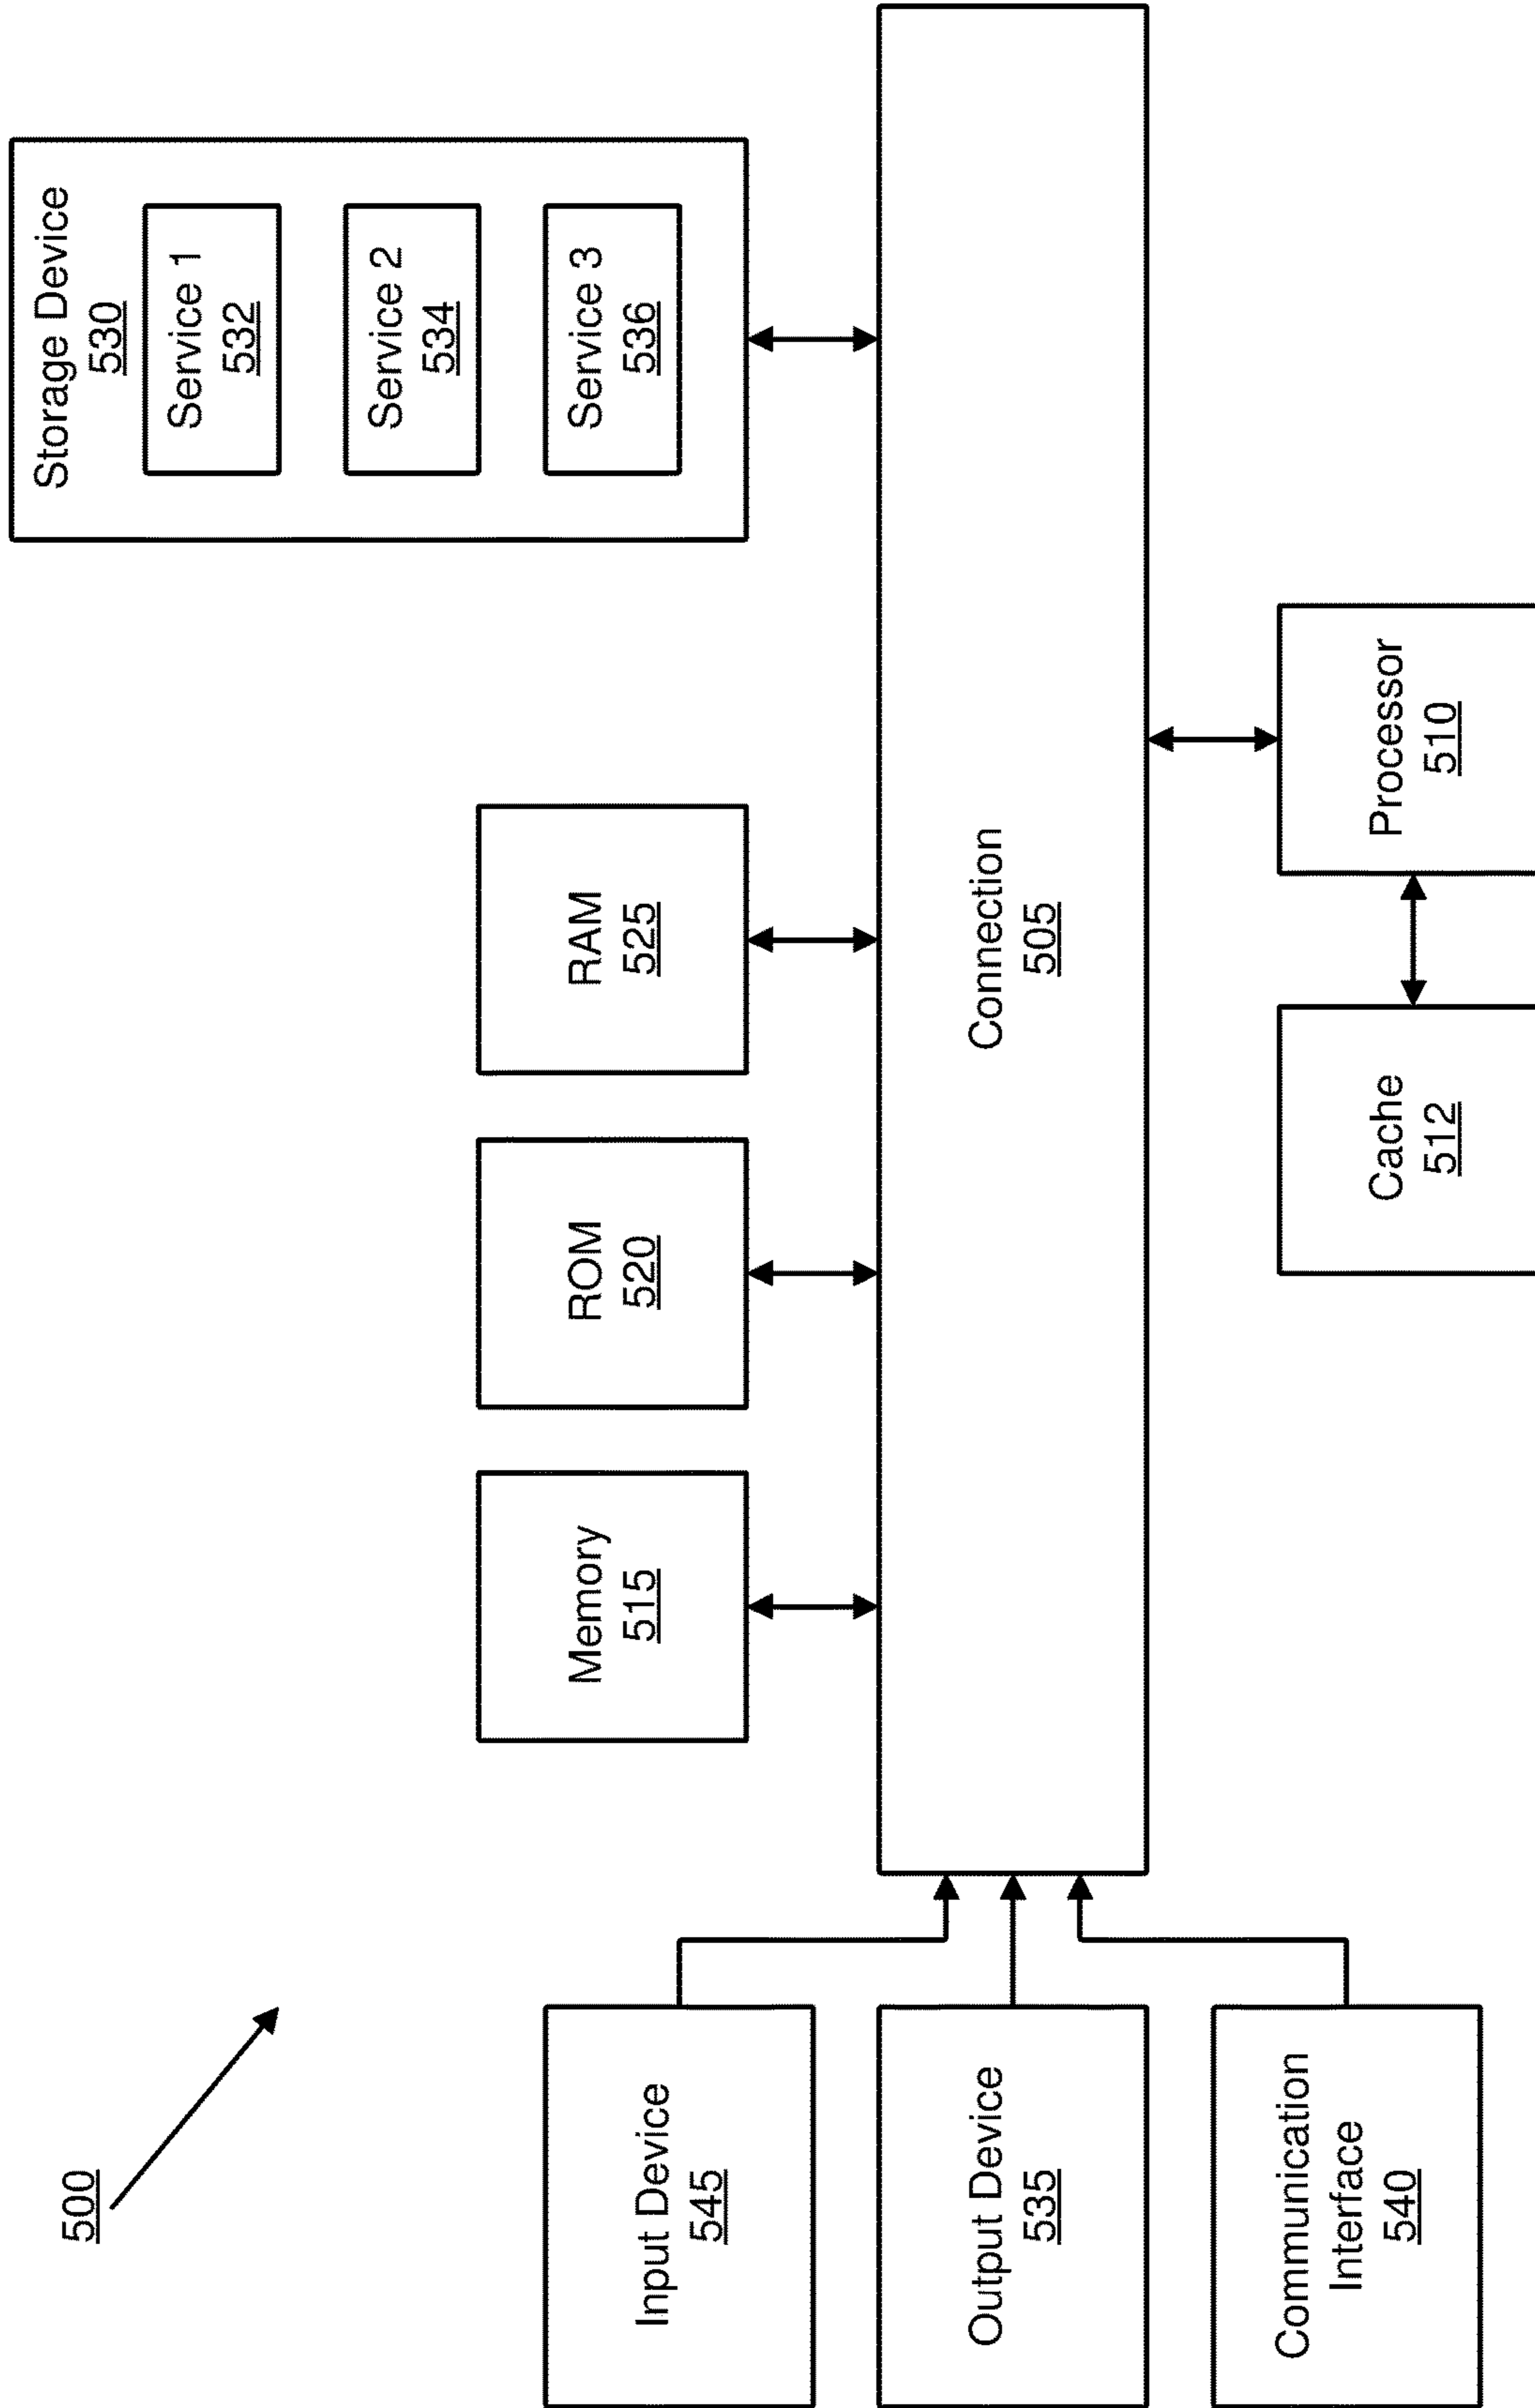 500
Input Device
545
Output Device
535
Communication
Interface
540
Memory
515
ROM
520
RAM
525
Storage Device
530
Service 1
532
Service 2
534
Service 3
536
Connection
505
Cache
512
Processor
510